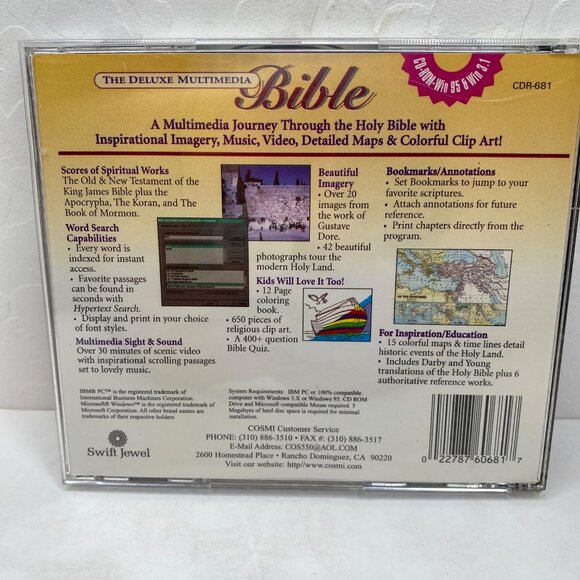 THE DELUXE MULTIMEDIA
Bible
CD-ROM-Win 95 & Win 3.1
CDR-681
A Multimedia Journey Through the Holy Bible with
Inspirational Imagery, Music, Video, Detailed Maps & Colorful Clip Art!
Scores of Spiritual Works
The Old & New Testament of the
King James Bible plus the
Apocrypha, The Koran, and The
Book of Mormon.
Word Search
Capabilities
• Every word is
indexed for instant
access.
• Favorite passages
can be found in
seconds with
Hypertext Search.
• Display and print in your choice
of font styles.
Multimedia Sight & Sound
Over 30 minutes of scenic video
with inspirational scrolling passages
set to lovely music.
Beautiful
Imagery
• Over 20
images from
the work of
Gustave
Dore.
• 42 beautiful
photographs tour the
modern Holy Land.
Kids Will Love It Too!
• 12 Page
coloring
book.
• 650 pieces of
religious clip art.
• A 400+ question
Bible Quiz.
Bookmarks/Annotations
• Set Bookmarks to jump to your
favorite scriptures.
• Attach annotations for future
reference.
• Print chapters directly from the
program.
For Inspiration/Education
• 15 colorful maps & time lines detail
historic events of the Holy Land.
• Includes Darby and Young
translations of the Holy Bible plus 6
authoritative reference works.
IBM® PC™ is the registered trademark of
International Business Machines Corporation.
Microsoft® Windows™ is the registered trademark of
Microsoft Corporation. All other brand names are
trademarks of their respective holders
System Requirements: IBM PC or 100% compatible
computer with Windows 3.X or Windows 95. CD ROM
Drive and Microsoft compatible Mouse required. 5
Megabytes of hard disc space is required for minimal
installation.
COSMI Customer Service
PHONE: (310) 886-3510 • FAX #: (310) 886-3517
E-Mail Address: COS550@AOL.COM
2600 Homestead Place • Rancho Dominguez, CA 90220
Visit our website: http//www.cosmi.com
Swift Jewel
0 22787 60681 7